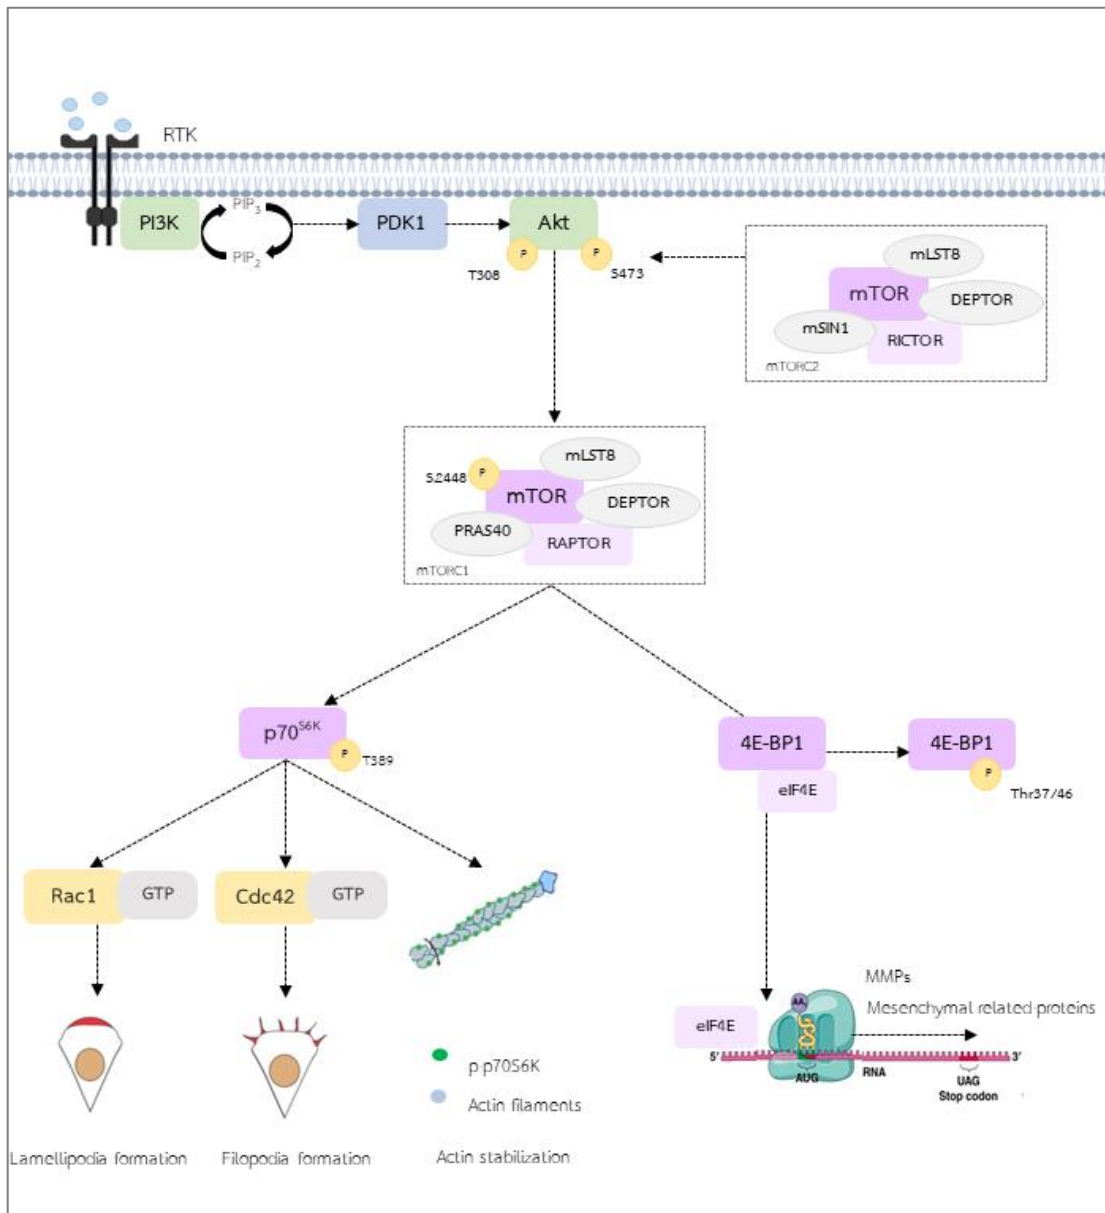 RTK
PI3K
PIP3
PIP2
PDK1
Akt
P
P
T308
S473
mLST8
mTOR
DEPTOR
mSIN1
RICTOR
mTORC2
mLST8
P
S2448
mTOR
DEPTOR
PRAS40
RAPTOR
mTORC1
p70S6K
P
T389
4E-BP1
eIF4E
4E-BP1
P
Thr37/46
Rac1
GTP
Cdc42
GTP
MMPs
Mesenchymal related-proteins
eIF4E
AA
5'
3'
AUG
RNA
UAG
Stop codon
p-p70S6K
Actin filaments
Lamellipodia formation
Filopodia formation
Actin stabilization